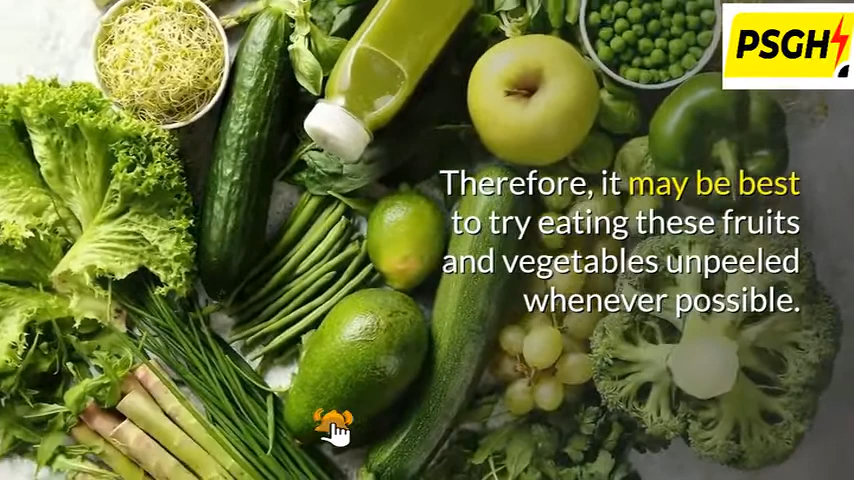 PSGH
Therefore, it may be best
to try eating these fruits
and vegetables unpeeled
whenever possible.